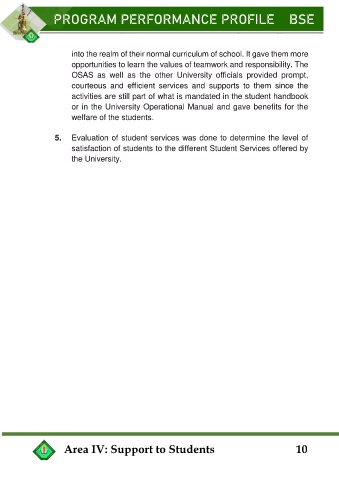 PROGRAM PERFORMANCE PROFILE BSE
into the realm of their normal curriculum of school. It gave them more
opportunities to learn the values of teamwork and responsibility. The
OSAS as well as the other University officials provided prompt,
courteous and efficient services and supports to them since the
activities are still part of what is mandated in the student handbook
or in the University Operational Manual and gave benefits for the
welfare of the students.
5. Evaluation of student services was done to determine the level of
satisfaction of students to the different Student Services offered by
the University.
Area IV: Support to Students 10